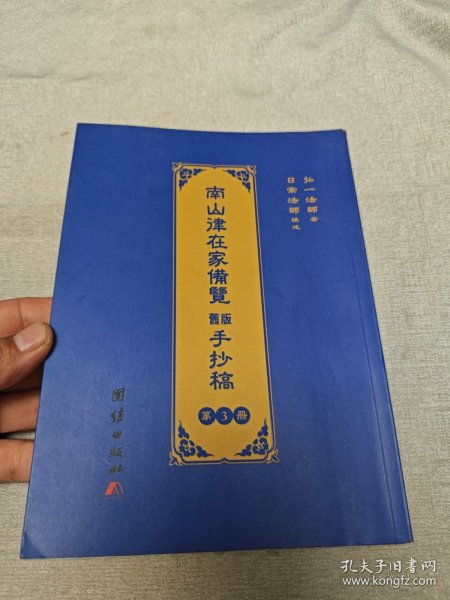 弘一法師 著
日常法師 講述
南山律在家備覽
舊版
手抄稿
第3冊
团结出版社
孔夫子旧书网
www.kongfz.com